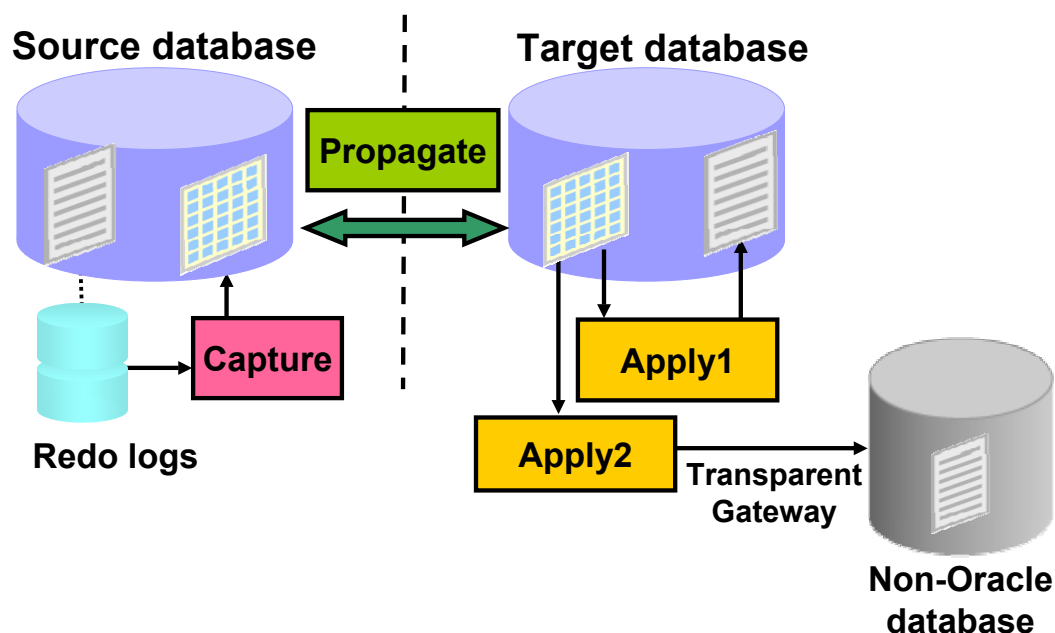 Source database
Target database
Propagate
Capture
Apply1
Redo logs
Apply2
Transparent
Gateway
Non-Oracle
database